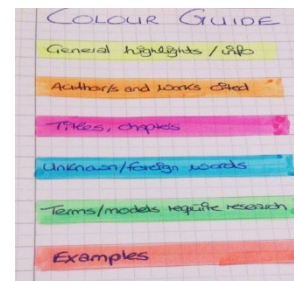 COLOUR GUIDE
General highlights / info
Author/s and works cited
Titles, chapters
Unknown/foreign words
Terms/models require research
Examples